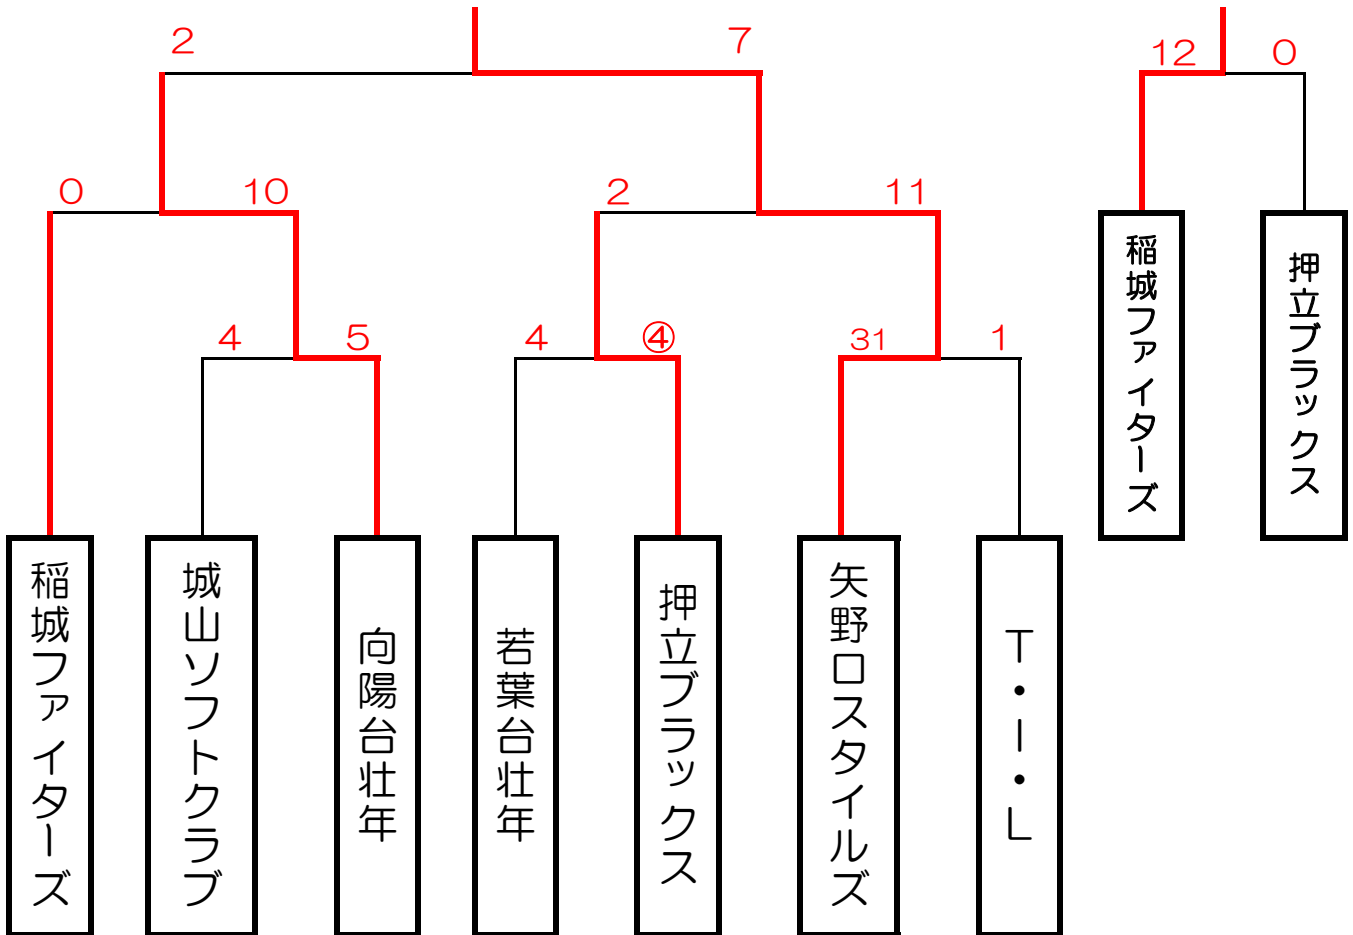 2
7
12
0
0
10
2
11
4
5
4
④
31
1
稲城ファイターズ
押立ブラックス
稲城ファイターズ
城山ソフトクラブ
向陽台壮年
若葉台壮年
押立ブラックス
矢野口スタイルズ
T・I・L